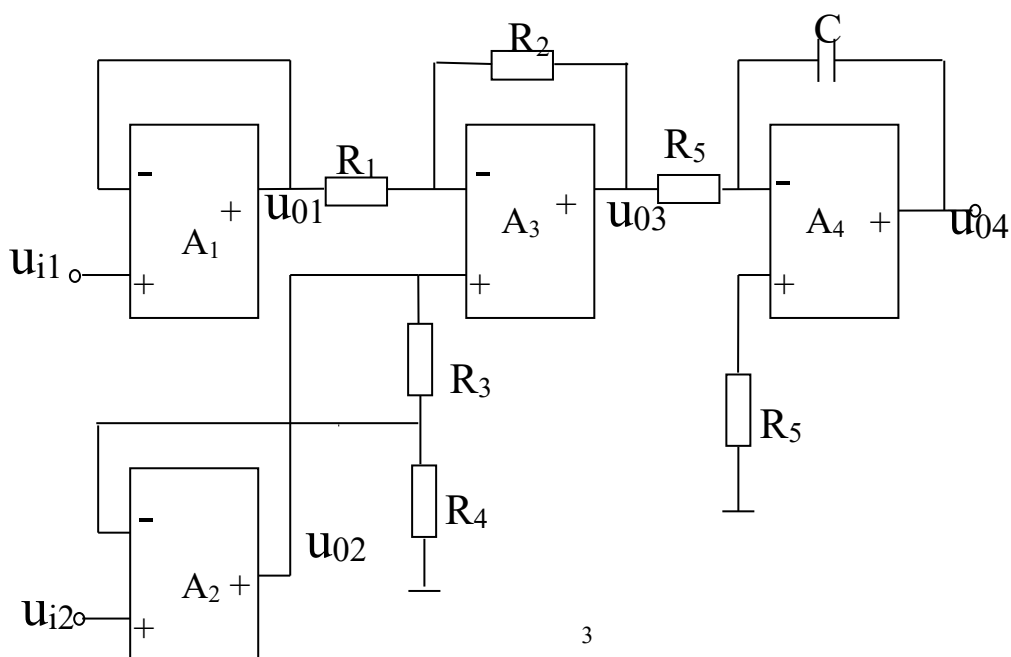 C
R₂
R₁
R₅
-
-
-
u₀₁
+
A₁
+
A₃
u₀₃
A₄
+
u₀₄
uᵢ₁
+
+
+
R₃
R₅
-
R₄
u₀₂
A₂ +
uᵢ₂
+
3